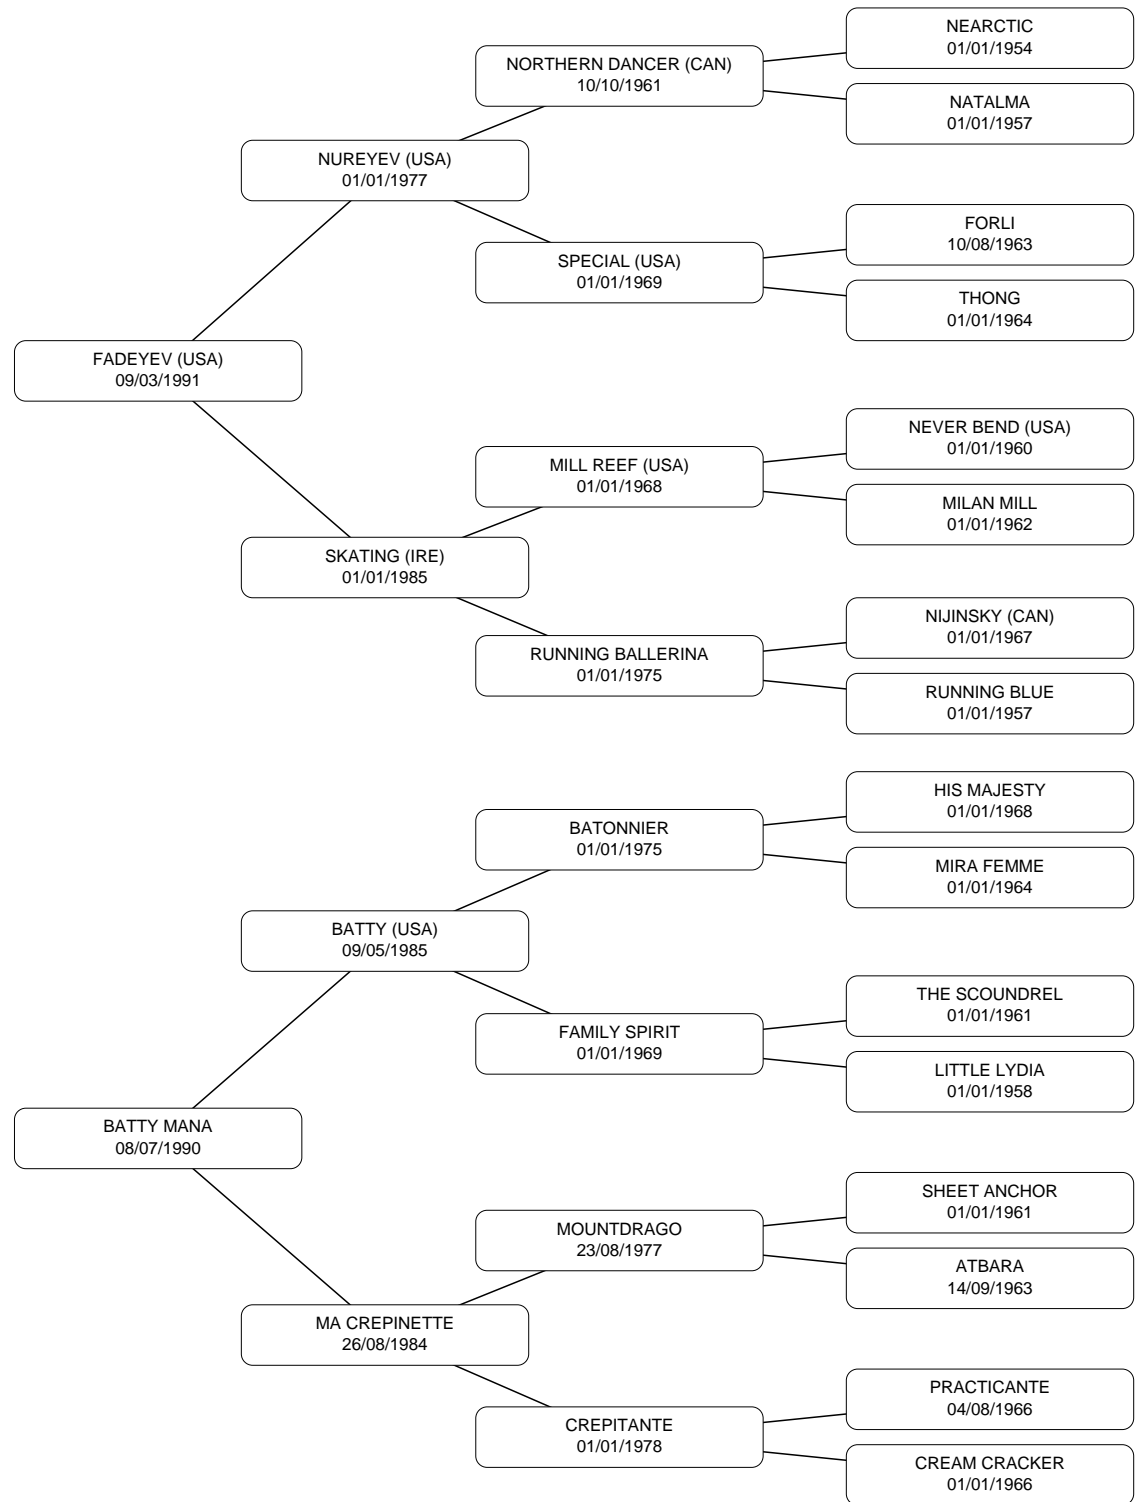 NEARCTIC
01/01/1954
NORTHERN DANCER (CAN)
10/10/1961
NATALMA
01/01/1957
NUREYEV (USA)
01/01/1977
FORLI
10/08/1963
SPECIAL (USA)
01/01/1969
THONG
01/01/1964
FADEYEV (USA)
09/03/1991
NEVER BEND (USA)
01/01/1960
MILL REEF (USA)
01/01/1968
MILAN MILL
01/01/1962
SKATING (IRE)
01/01/1985
NIJINSKY (CAN)
01/01/1967
RUNNING BALLERINA
01/01/1975
RUNNING BLUE
01/01/1957
HIS MAJESTY
01/01/1968
BATONNIER
01/01/1975
MIRA FEMME
01/01/1964
BATTY (USA)
09/05/1985
THE SCOUNDREL
01/01/1961
FAMILY SPIRIT
01/01/1969
LITTLE LYDIA
01/01/1958
BATTY MANA
08/07/1990
SHEET ANCHOR
01/01/1961
MOUNTDRAGO
23/08/1977
ATBARA
14/09/1963
MA CREPINETTE
26/08/1984
PRACTICANTE
04/08/1966
CREPITANTE
01/01/1978
CREAM CRACKER
01/01/1966